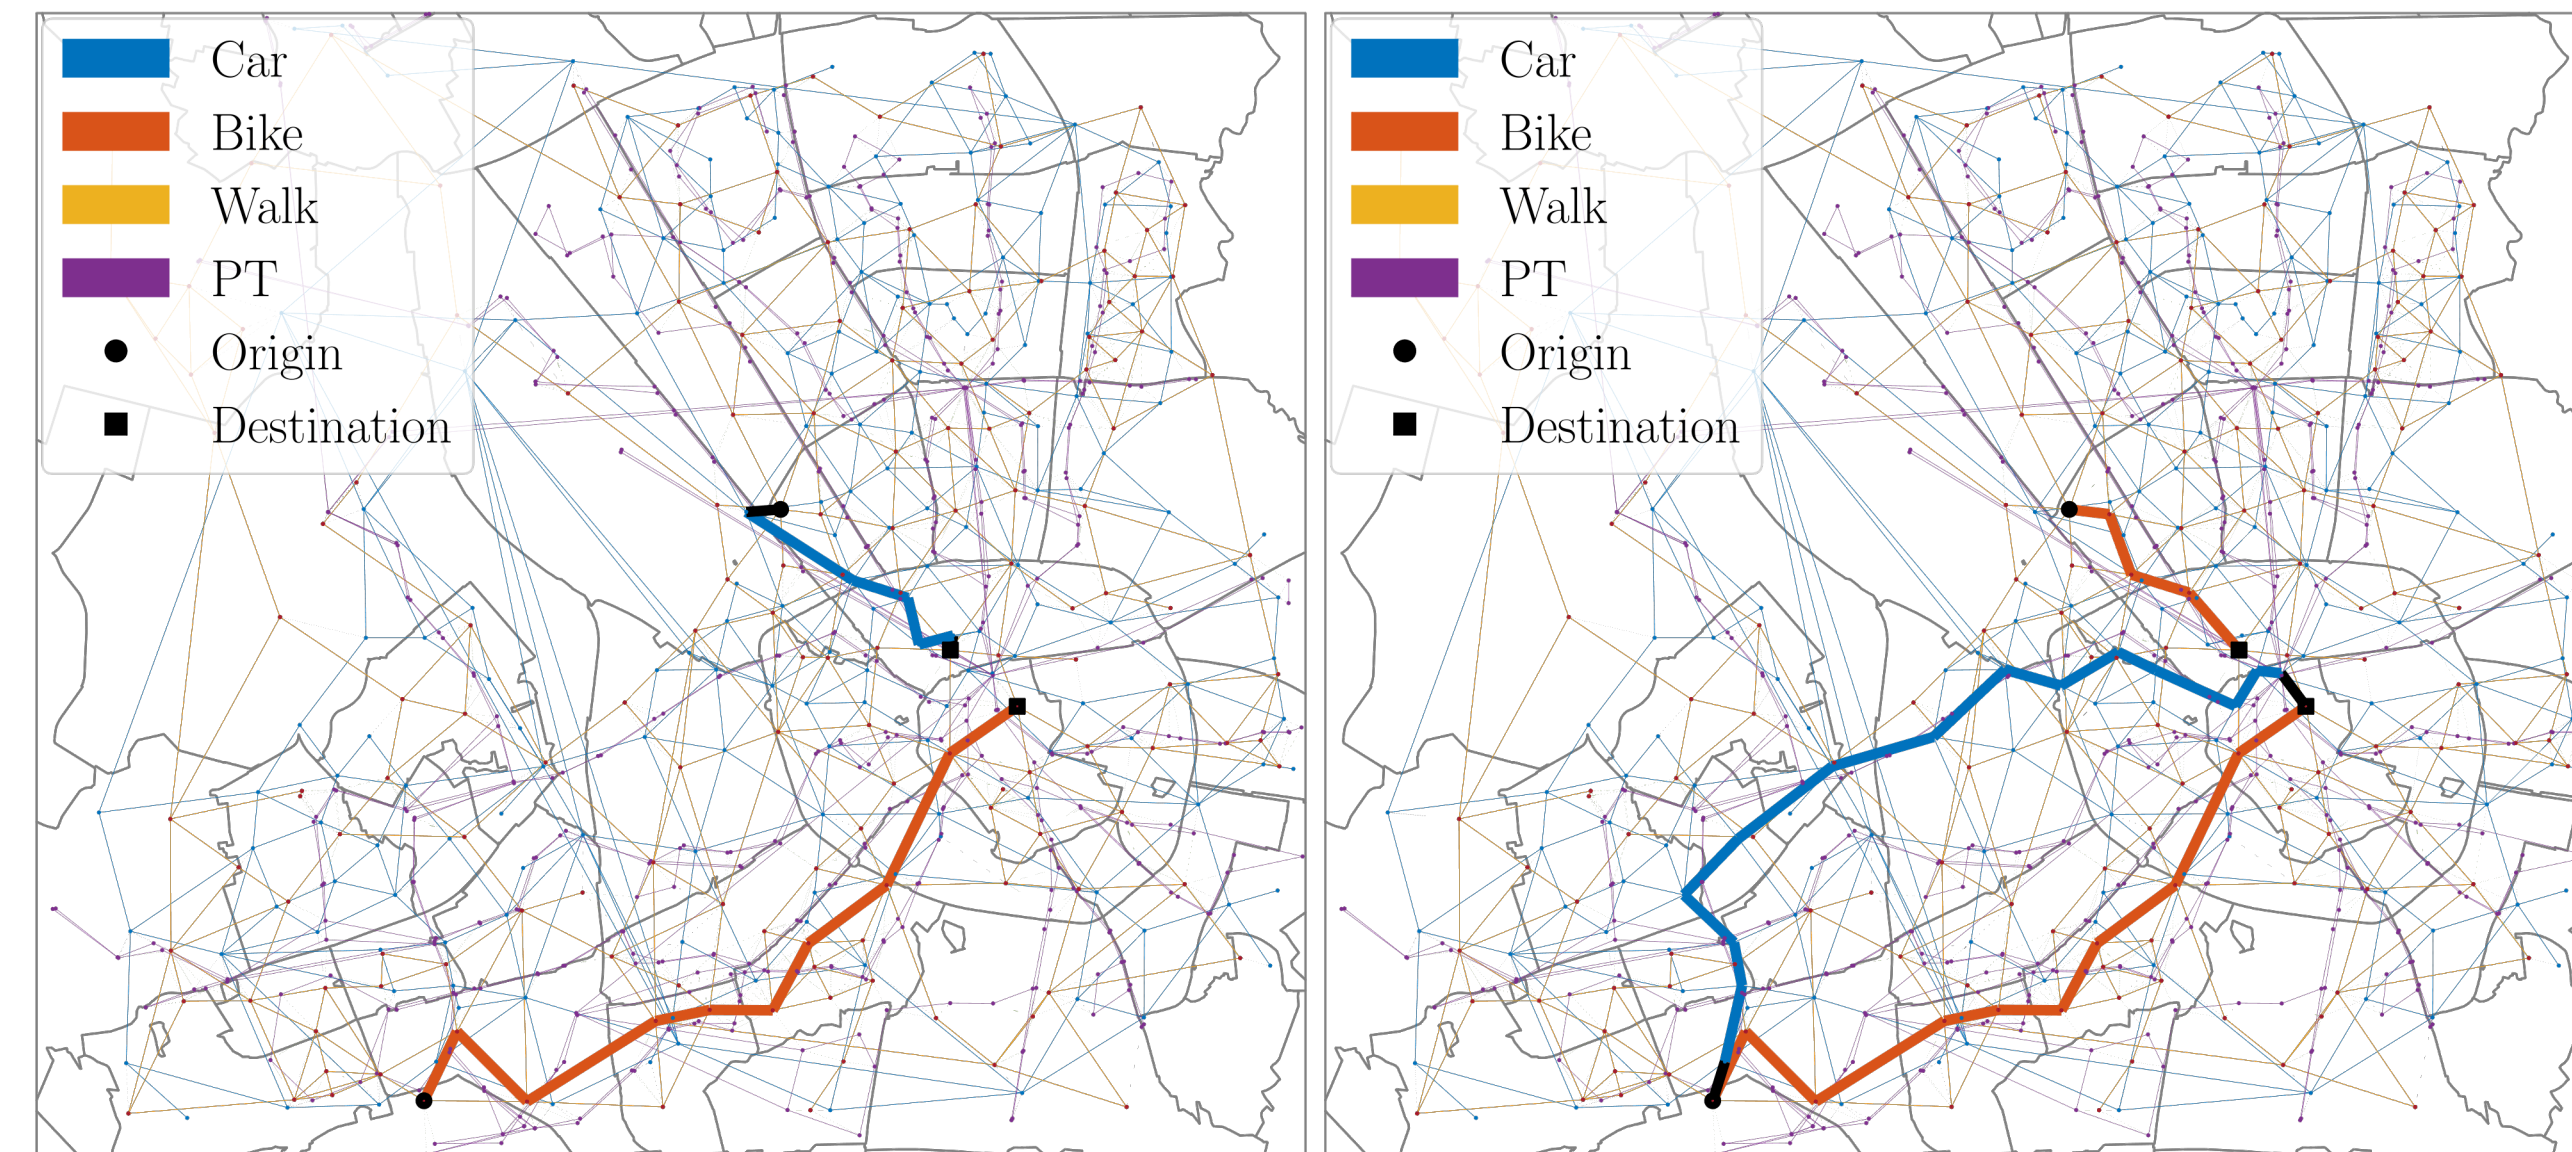 Car
Bike
Walk
PT
Origin
Destination
Car
Bike
Walk
PT
Origin
Destination